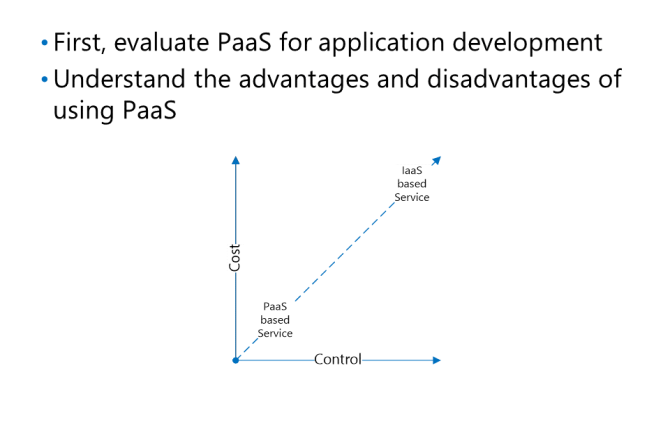 • First, evaluate PaaS for application development
• Understand the advantages and disadvantages of
using PaaS
IaaS
based
Service
Cost
PaaS
based
Service
Control